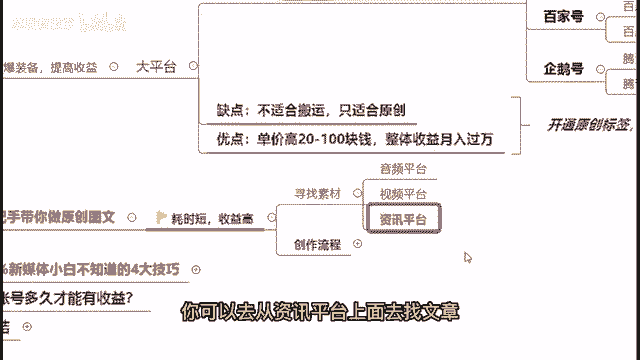 百家号
企鹅号
爆装备，提高收益
大平台
缺点：不适合搬运，只适合原创
优点：单价高20-100块钱，整体收益月入过万
开通原创标签，
音频平台
寻找素材
视频平台
资讯平台
把手带你做原创图文
耗时短，收益高
创作流程
%新媒体小白不知道的4大技巧
账号多久才能有收益？
你可以去从资讯平台上面去找文章